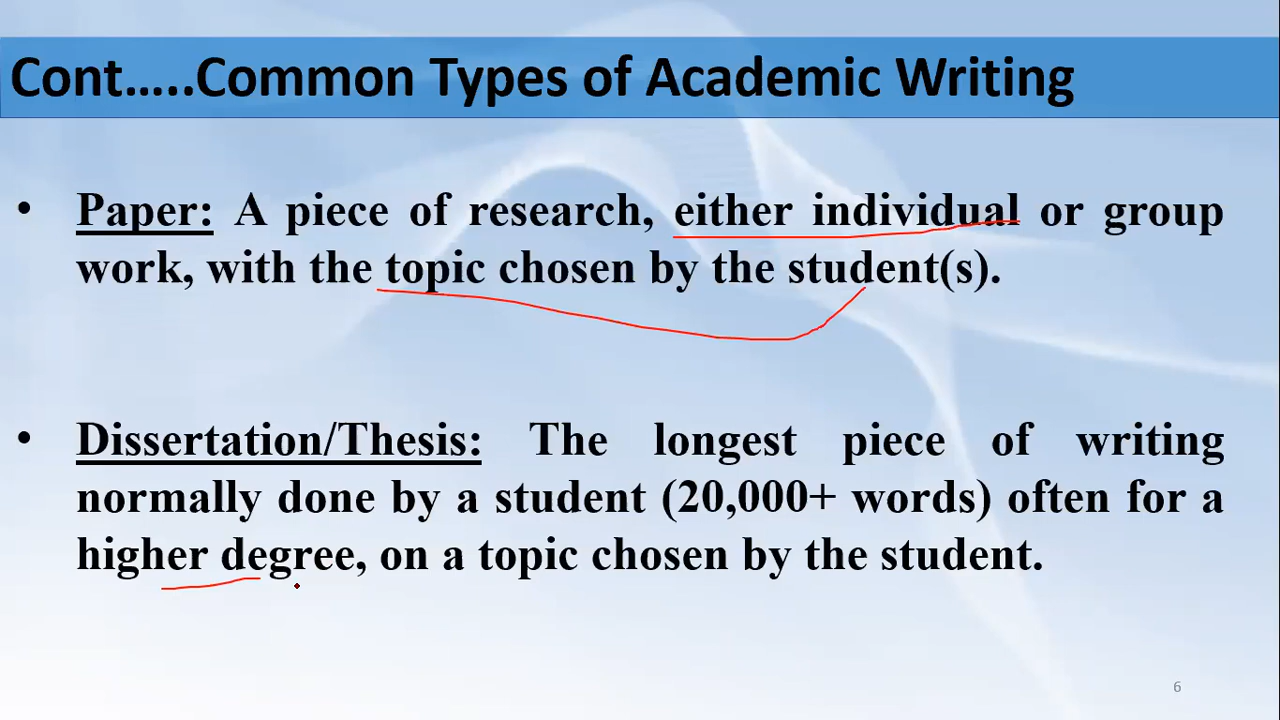 Cont…..Common Types of Academic Writing
• Paper: A piece of research, either individual or group
work, with the topic chosen by the student(s).
• Dissertation/Thesis: The longest piece of writing
normally done by a student (20,000+ words) often for a
higher degree, on a topic chosen by the student.
6